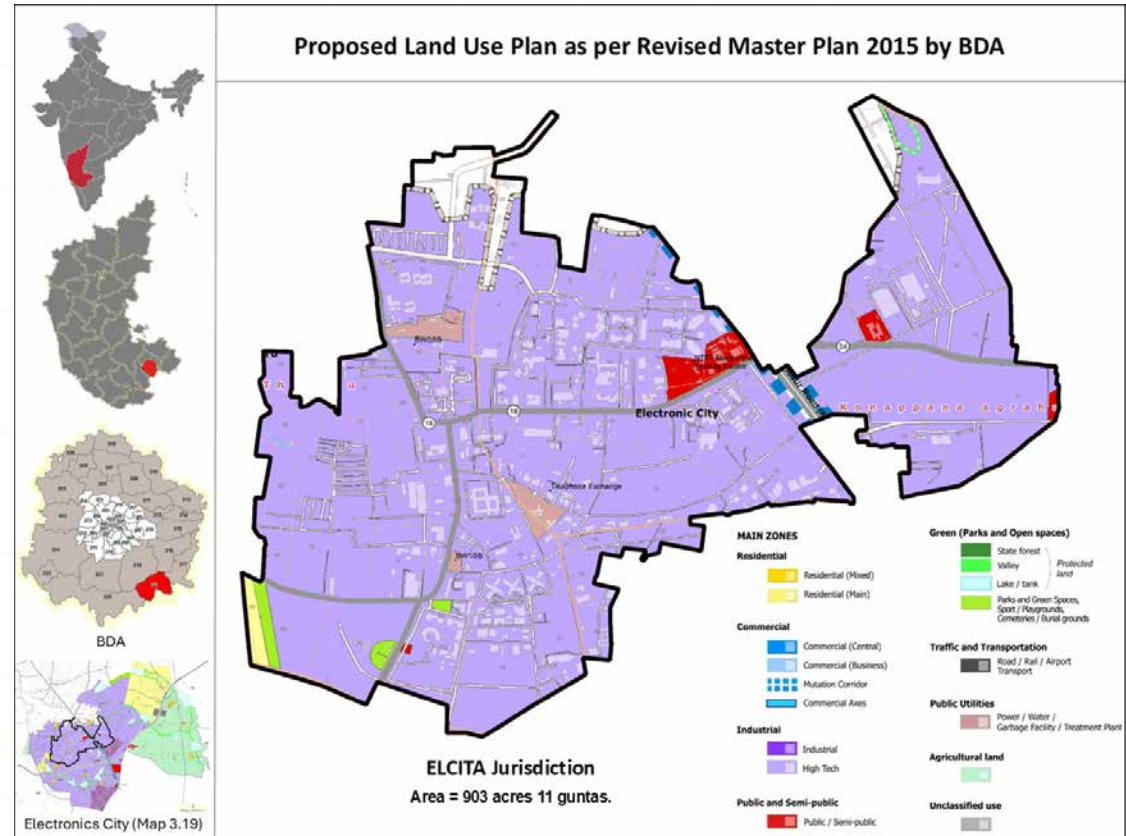 Proposed Land Use Plan as per Revised Master Plan 2015 by BDA
BDA
Electronics City (Map 3.19)
BWSSB
Electronic City
Telephone Exchange
BWSSB
18
18
24
T h u
K o n a p p a n a a g r a h a
ELCITA Jurisdiction
Area = 903 acres 11 guntas.
MAIN ZONES
Residential
Residential (Mixed)
Residential (Main)
Commercial
Commercial (Central)
Commercial (Business)
Mutation Corridor
Commercial Axes
Industrial
Industrial
High Tech
Public and Semi-public
Public / Semi-public
Green (Parks and Open spaces)
State forest
Valley
Lake / tank
Protected
land
Parks and Green Spaces,
Sport / Playgrounds,
Cemeteries / Burial grounds
Traffic and Transportation
Road / Rail / Airport
Transport
Public Utilities
Power / Water /
Garbage Facility / Treatment Plant
Agricultural land
Unclassified use